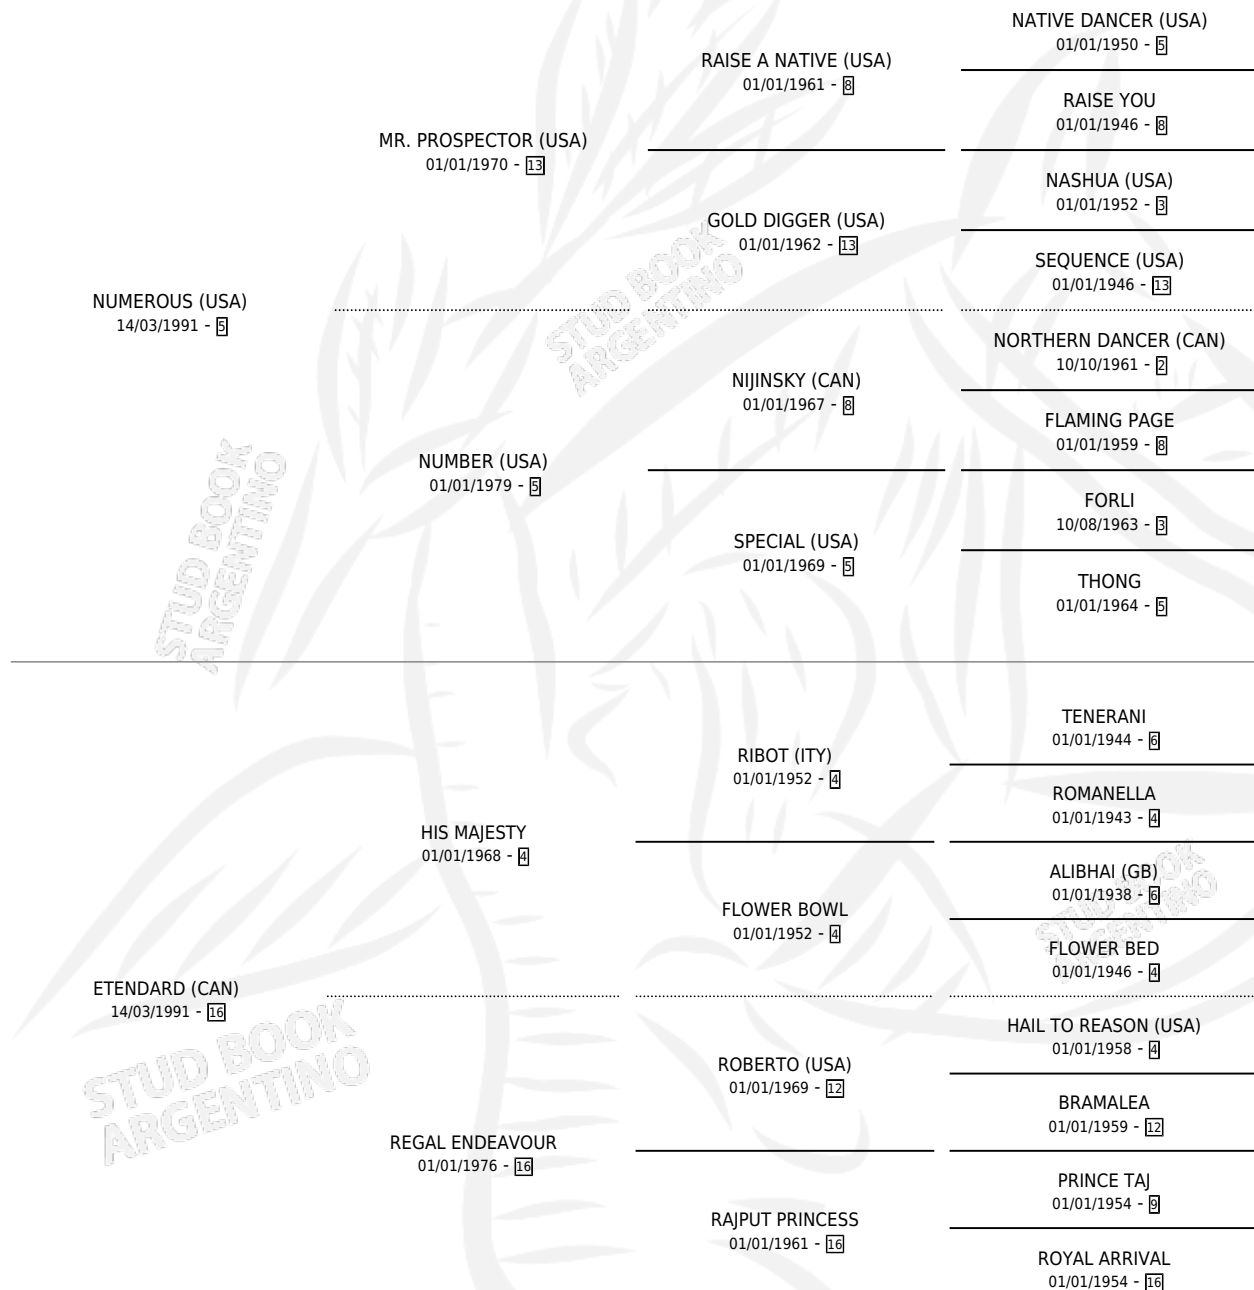 NATIVE DANCER (USA)
01/01/1950 - 5
RAISE A NATIVE (USA)
01/01/1961 - 8
RAISE YOU
01/01/1946 - 8
MR. PROSPECTOR (USA)
01/01/1970 - 13
NASHUA (USA)
01/01/1952 - 3
GOLD DIGGER (USA)
01/01/1962 - 13
SEQUENCE (USA)
01/01/1946 - 13
NUMEROUS (USA)
14/03/1991 - 5
STUD BOOK
ARGENTINO
NORTHERN DANCER (CAN)
10/10/1961 - 2
NIJINSKY (CAN)
01/01/1967 - 8
FLAMING PAGE
01/01/1959 - 8
NUMBER (USA)
01/01/1979 - 5
FORLI
10/08/1963 - 3
SPECIAL (USA)
01/01/1969 - 5
THONG
01/01/1964 - 5
STUD BOOK
ARGENTINO
TENERANI
01/01/1944 - 6
RIBOT (ITY)
01/01/1952 - 4
ROMANELLA
01/01/1943 - 4
HIS MAJESTY
01/01/1968 - 4
ALIBHAI (GB)
01/01/1938 - 6
STUD BOOK
ARGENTINO
FLOWER BOWL
01/01/1952 - 4
FLOWER BED
01/01/1946 - 4
ETENDARD (CAN)
14/03/1991 - 16
STUD BOOK
ARGENTINO
HAIL TO REASON (USA)
01/01/1958 - 4
ROBERTO (USA)
01/01/1969 - 12
BRAMALEA
01/01/1959 - 12
REGAL ENDEAVOUR
01/01/1976 - 16
PRINCE TAJ
01/01/1954 - 9
RAJPUT PRINCESS
01/01/1961 - 16
ROYAL ARRIVAL
01/01/1954 - 16